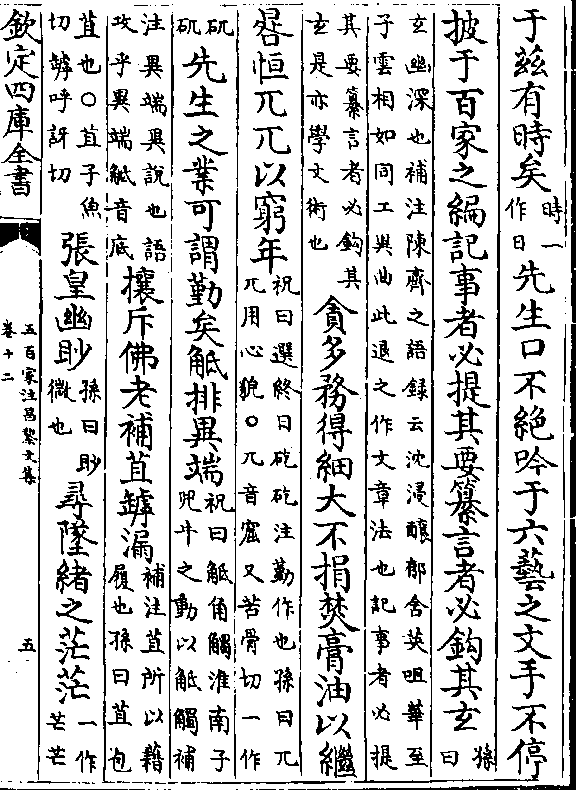 于兹有時矣時一作日先生口不絶吟于六藝之文手不停
披于百家之編記事者必提其要纂言者必鈎其玄孫曰
玄幽深也補注陳齊之語録云沈浸醲郁含英咀華至
子雲相如同工異曲此退之作文章法也記事者必提
其要纂言者必鈎其玄是亦學文術也貪多務得細大不捐焚膏油以繼
晷恒兀兀以窮年祝曰選終日矻矻注勤作也孫曰兀兀用心貌○兀音窟又苦骨切一作
矻矻先生之業可謂勤矣觝排異端祝曰觝角觸淮南子兕牛之動以觝觸補
注異端異說也語攻乎異端觝音底攘斥佛老補苴罅漏補注苴所以藉履也孫曰苴包
苴也○苴子魚切罅呼訝切張皇幽眇孫曰眇微也尋墜緒之茫茫一作芒芒
欽定四庫全書
五百家注昌黎文集
卷十二
五